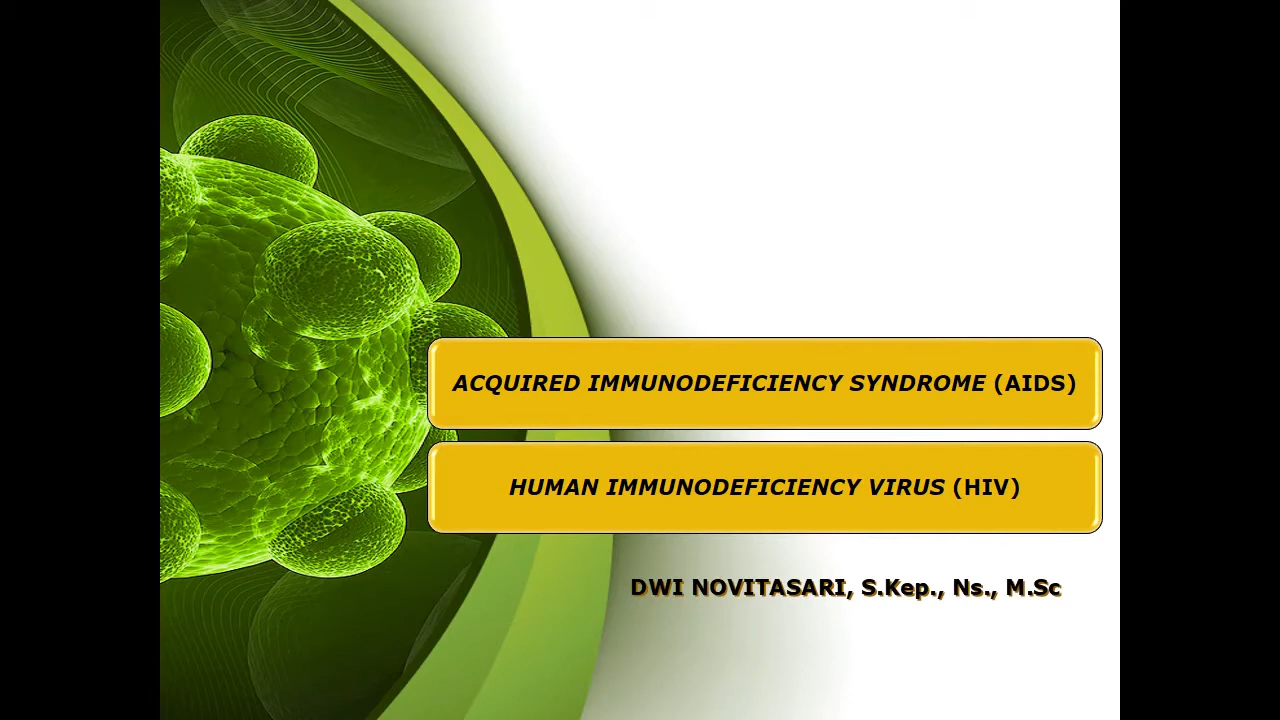 ACQUIRED IMMUNODEFICIENCY SYNDROME (AIDS)
HUMAN IMMUNODEFICIENCY VIRUS (HIV)
DWI NOVITASARI, S.Kep., Ns., M.Sc